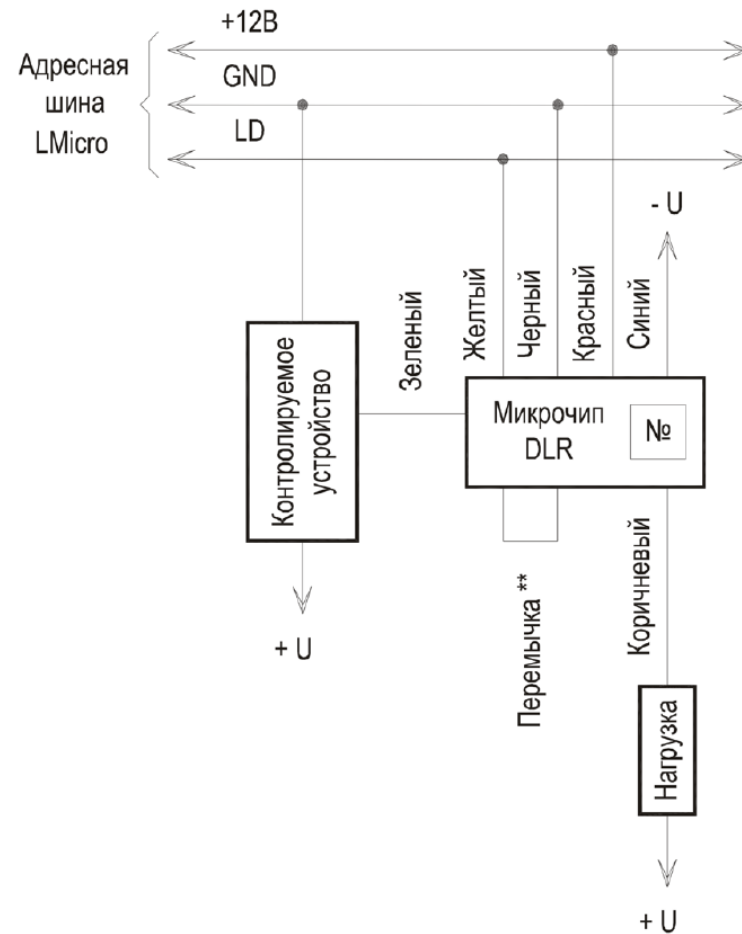 +12В
Адресная
шина
LMicro
GND
LD
- U
Зеленый
Желтый
Черный
Красный
Синий
Контролируемое
устройство
Микрочип
DLR
№
+ U
Перемычка **
Коричневый
Нагрузка
+ U